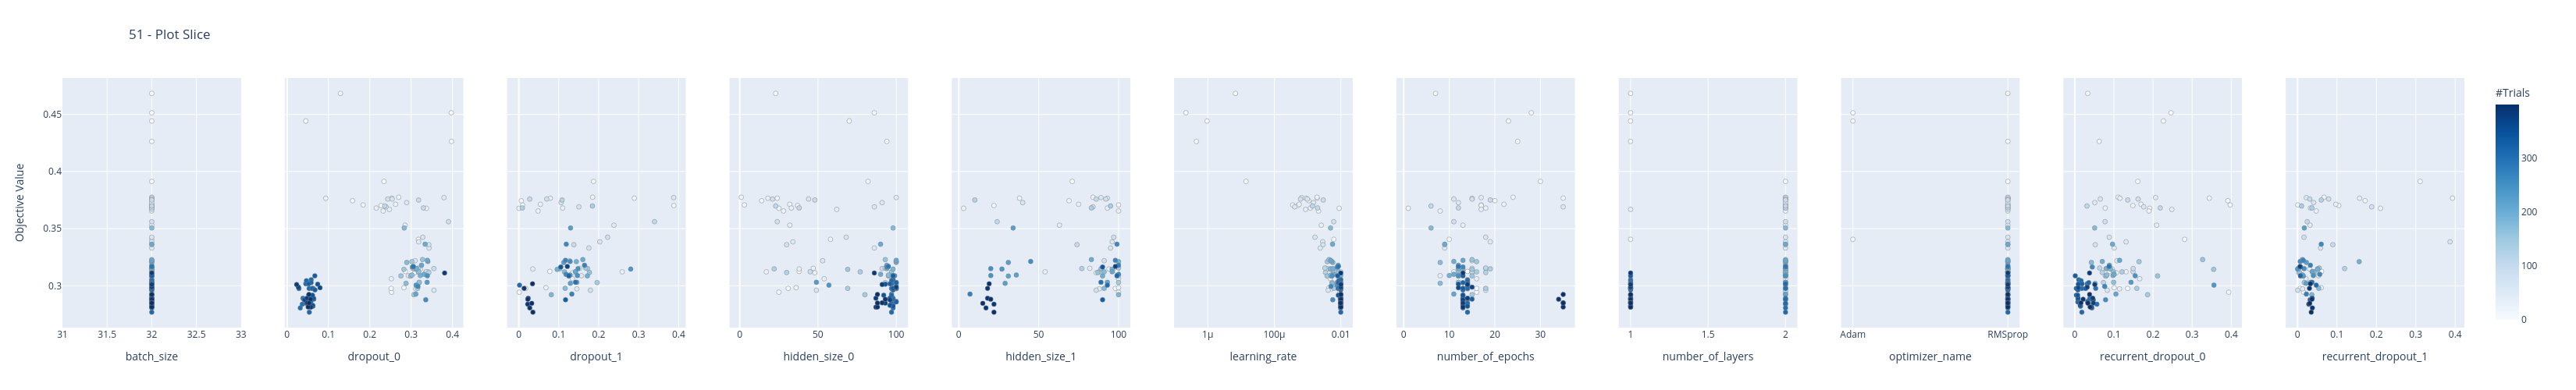 51 - Plot Slice
#Trials
Objective Value
0.45
0.4
0.35
0.3
300
200
100
0
31 31.5 32 32.5 33
0 0.1 0.2 0.3 0.4
0 0.1 0.2 0.3 0.4
0 50 100
0 50 100
1μ 100μ 0.01
0 10 20 30
1 1.5 2
Adam RMSprop
0 0.1 0.2 0.3 0.4
0 0.1 0.2 0.3 0.4
batch_size
dropout_0
dropout_1
hidden_size_0
hidden_size_1
learning_rate
number_of_epochs
number_of_layers
optimizer_name
recurrent_dropout_0
recurrent_dropout_1